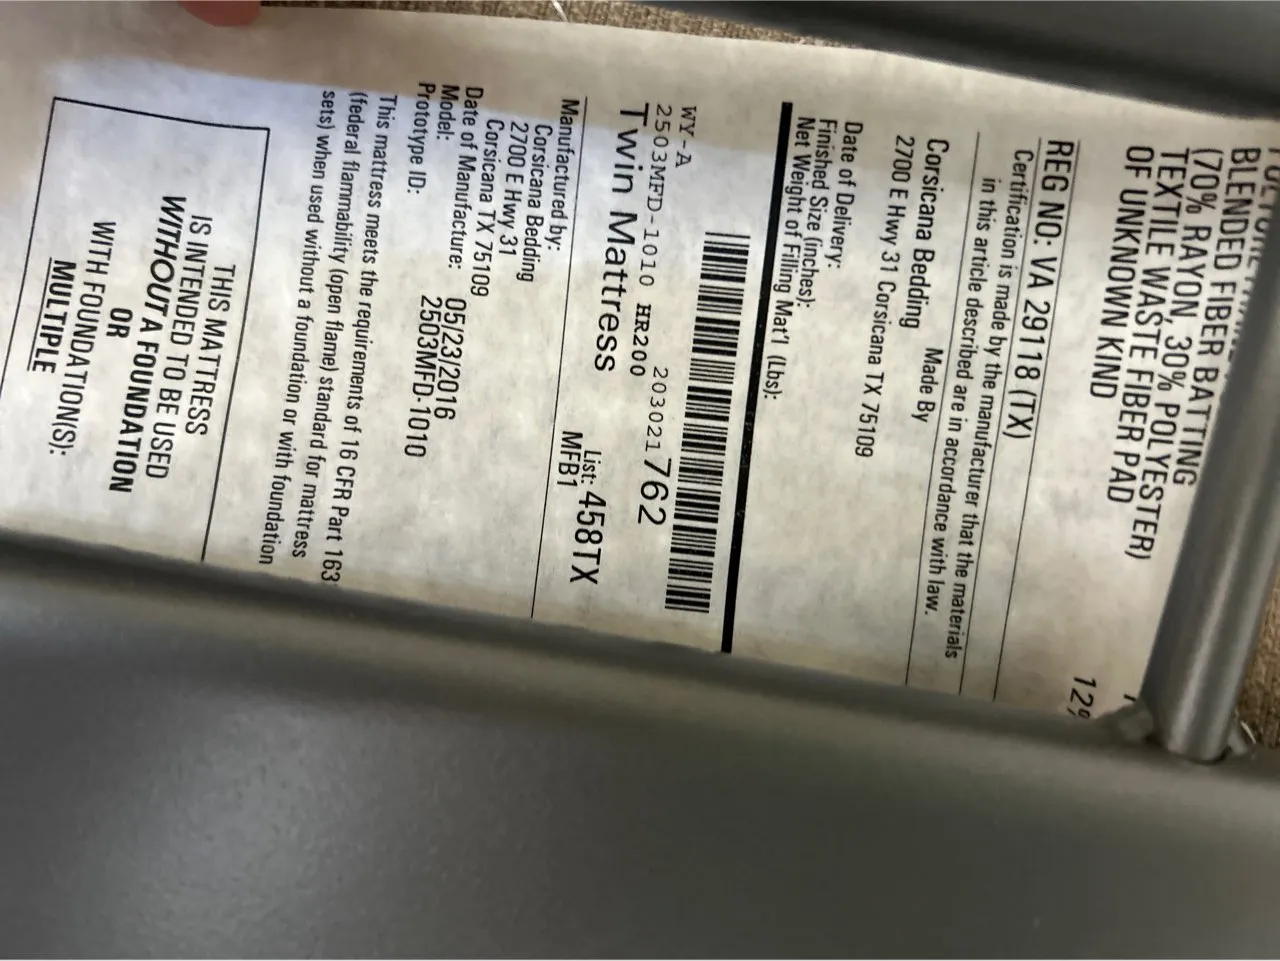 BLENDED FIBER BATTING
(70% RAYON, 30% POLYESTER)
TEXTILE WASTE FIBER PAD
OF UNKNOWN KIND
REG NO: VA 29118 (TX)
Certification is made by the manufacturer that the materials
in this article described are in accordance with law.
Made By
Corsicana Bedding
2700 E Hwy 31 Corsicana TX 75109
Date of Delivery:
Finished Size (inches):
Net Weight of Filling Mat'l (Lbs):
WY-A 203021762
2503MFD-1010 HR200
Twin Mattress List: 458TX
MFB1
Manufactured by:
Corsicana Bedding
2700 E Hwy 31
Corsicana TX 75109
Date of Manufacture: 05/23/2016
Model: 2503MFD-1010
Prototype ID:
This mattress meets the requirements of 16 CFR Part 163
(federal flammability (open flame) standard for mattress
sets) when used without a foundation or with foundation
THIS MATTRESS
IS INTENDED TO BE USED
WITHOUT A FOUNDATION
OR
WITH FOUNDATION(S):
MULTIPLE